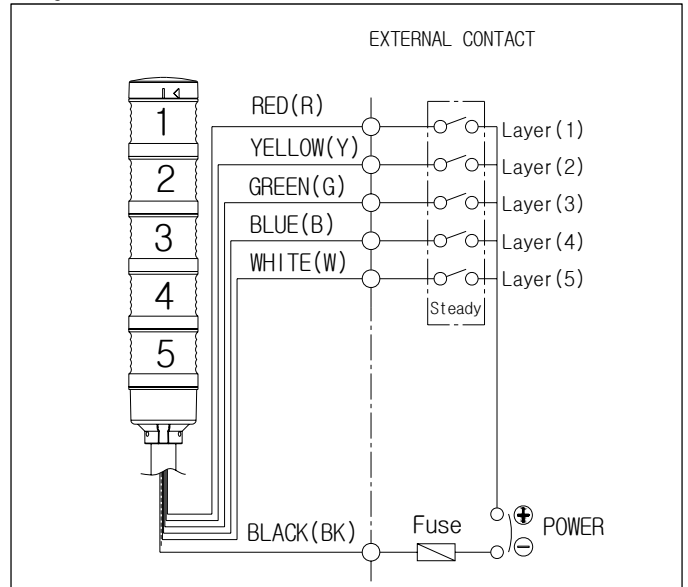 EXTERNAL CONTACT
RED(R)
Layer(1)
YELLOW(Y)
Layer(2)
GREEN(G)
Layer(3)
BLUE(B)
Layer(4)
WHITE(W)
Layer(5)
Steady
1
2
3
4
5
BLACK(BK)
Fuse
+
POWER
−